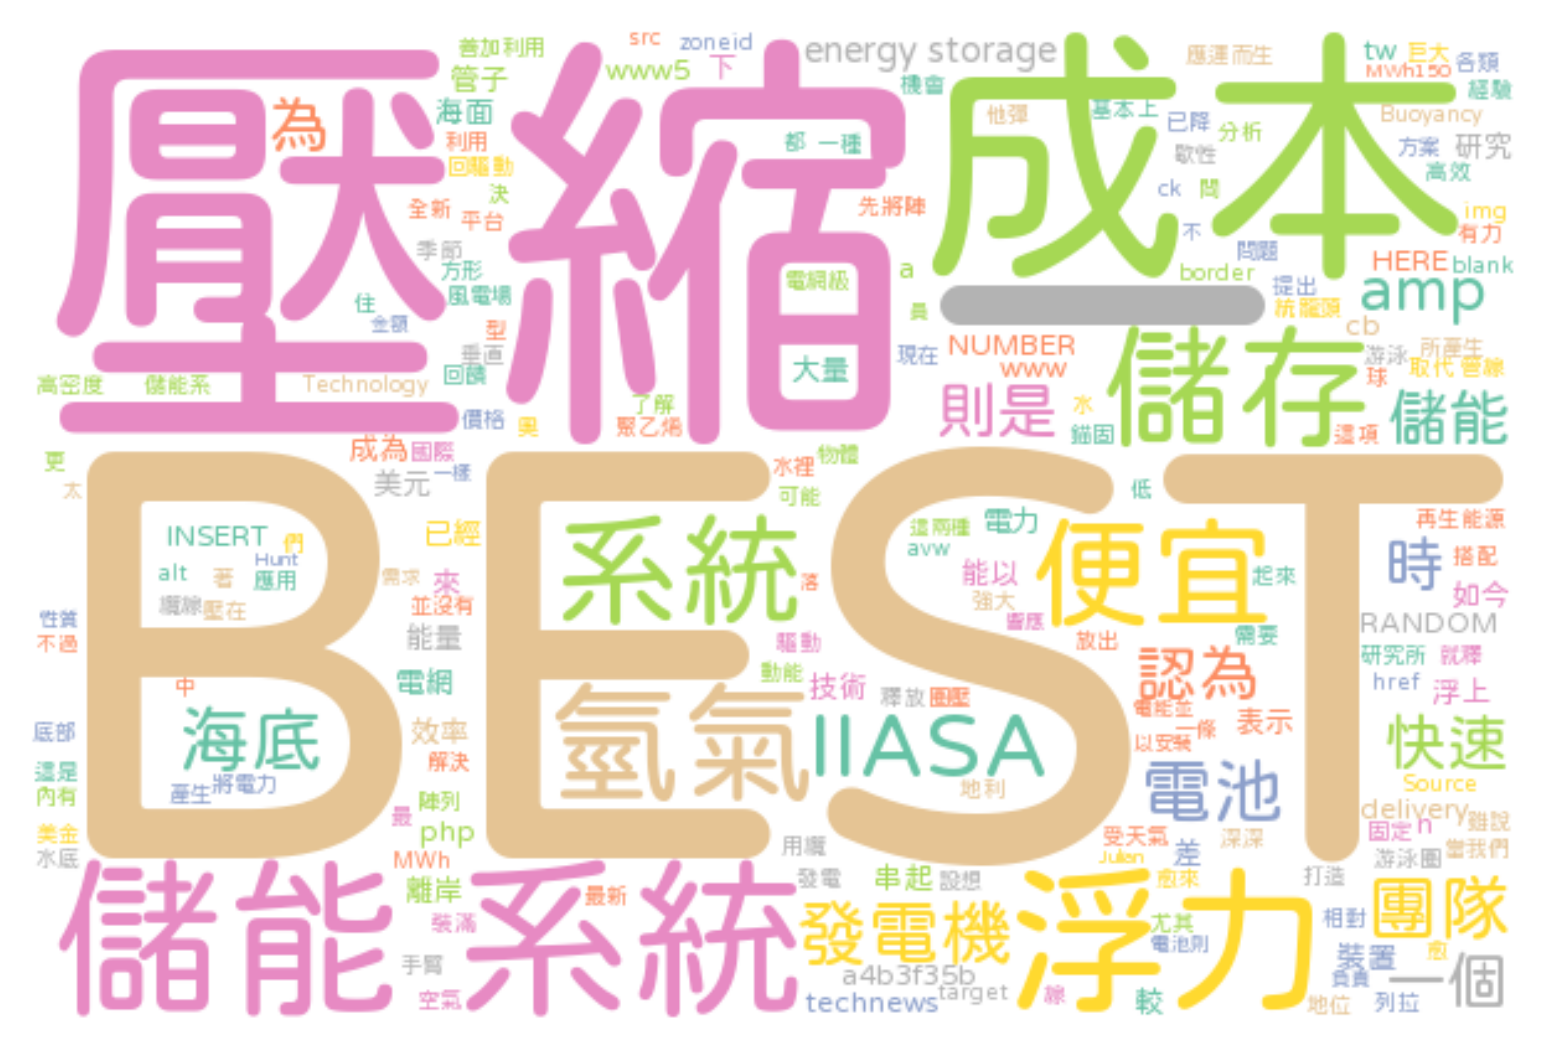 善加利用 src zoneid energy storage 應運而生 tw 巨大 各類
管子 www5 下 機會 MWh150 經驗
壓縮 成本
為 海面 都 一種 他彈 基本上 已降 分析 Buoyancy
利用 歇性 方案 研究
回驅動 決 ck 問 高效
全新 平台 先將陣 不 img 有力
季節 方形 電網級 a border 問題 HERE blank
住 風電場 員 提出 統龍頭 amp
金額 型 cb
垂直 現在 NUMBER 儲存 游泳 所產生
高密度 儲能系 Technology 回饋 大量 www 球 取代 管線
價格 奧 了解 聚乙烯 則是 水 錨固 這項 儲能
成為 國際 物體
更 太 美元 一樣 水裡 可能 低
BEST
INSERT 們 已經 系統 這兩種 電力 便宜 再生能源
alt Hunt 著 應用 需求 來 落 avw 能以 起來 時 搭配
纜線 壓在 並沒有 強大 如今
性質 不過 能量 驅動 響應 放出 需要 RANDOM
中 電網 動能 技術 釋放 團壓 認為 研究所 就釋
海底 氫氣 IIASA 電能並 一條 表示 href 浮上
底部 效率 以安裝 快速
這是 產生 將電力 解決 地利 電池 Source
內有 最 陣列 delivery 雖說
美金 php 用纜 受天氣 深深 固定 n
水底 MWh Julian 差 游泳圈 當我們
儲能系統 離岸 最新 發電 串起 設想 愈來 打造
裝滿 發電機 浮力 尤其 相對 團隊
手臂 a4b3f35b 電池則 裝置 愈
空氣 technews target 線 較 負責 地位 列拉 一個